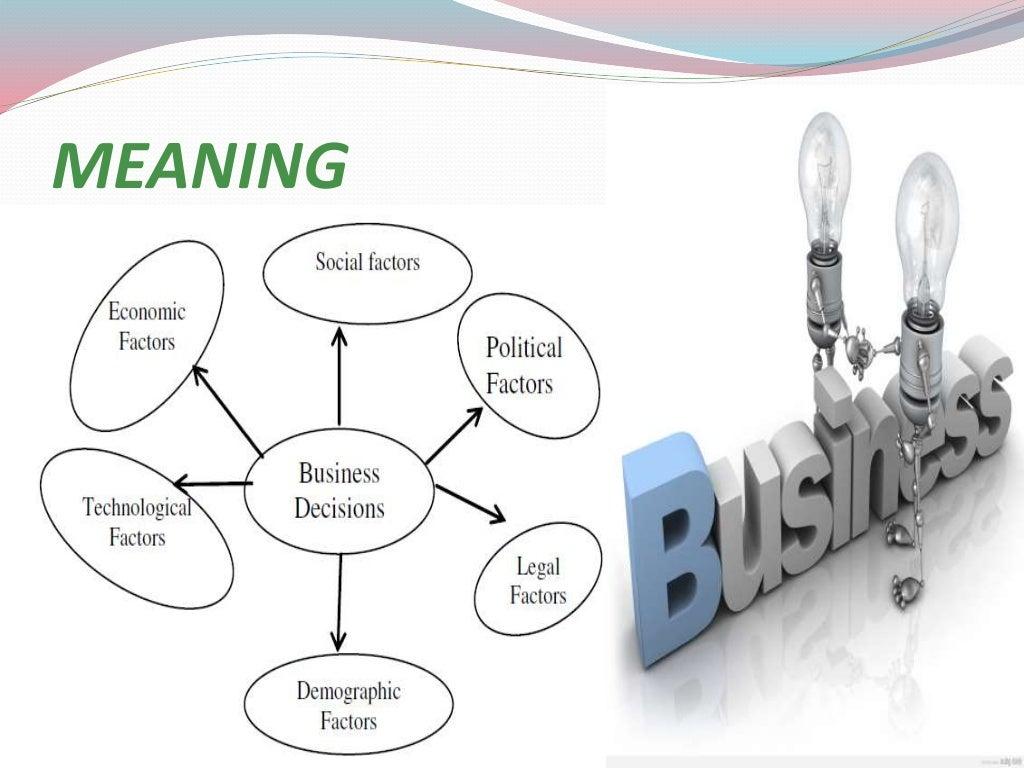 MEANING
Social factors
Economic
Factors
Political
Factors
Business
Decisions
Technological
Factors
Legal
Factors
Demographic
Factors
Business